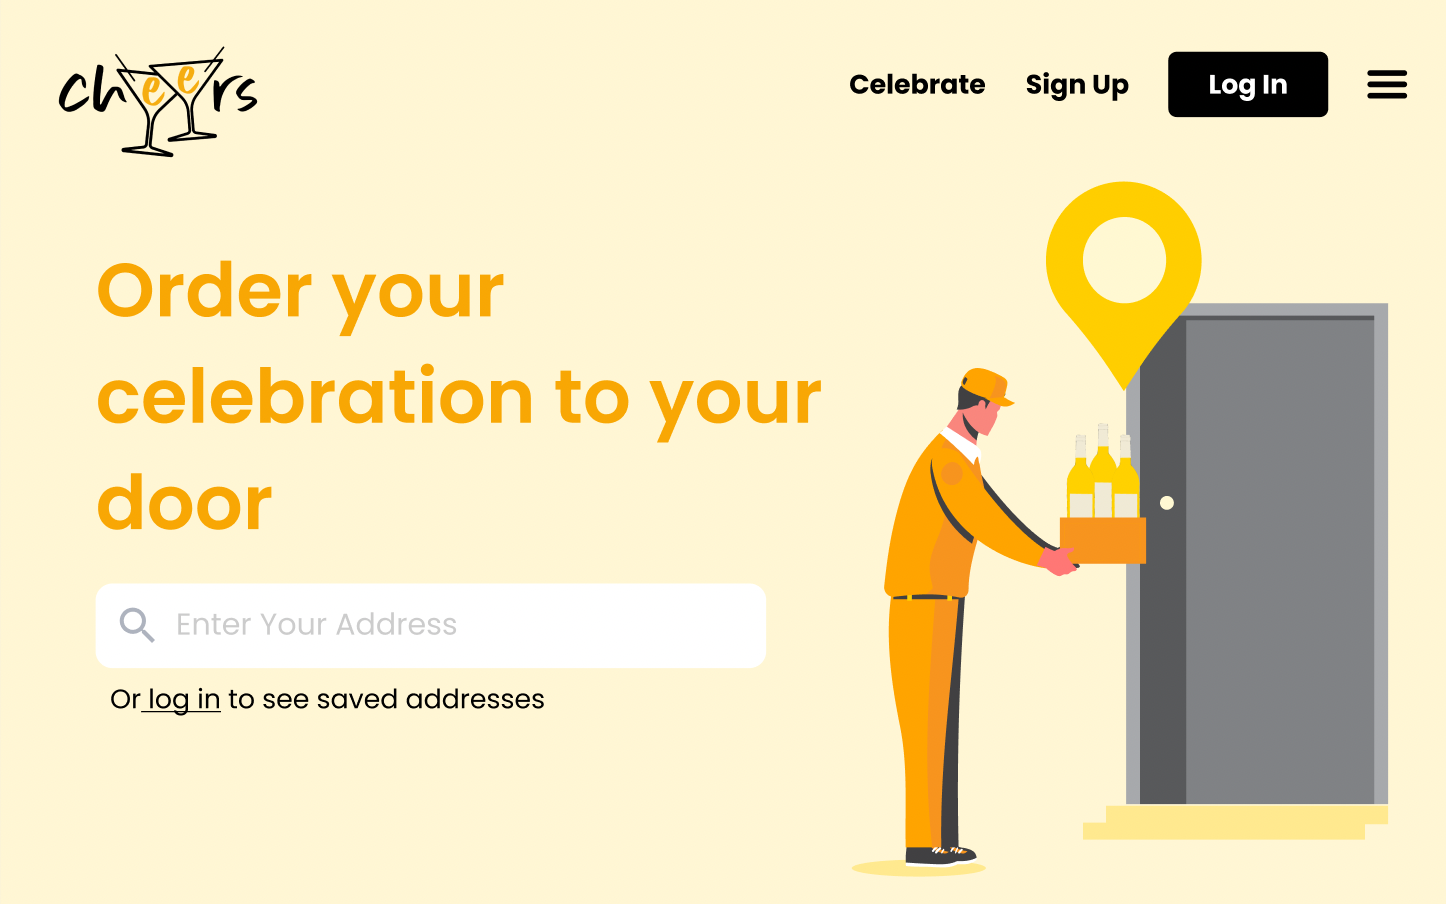 cheers
Celebrate Sign Up Log In
Order your
celebration to your
door
Enter Your Address
Or log in to see saved addresses